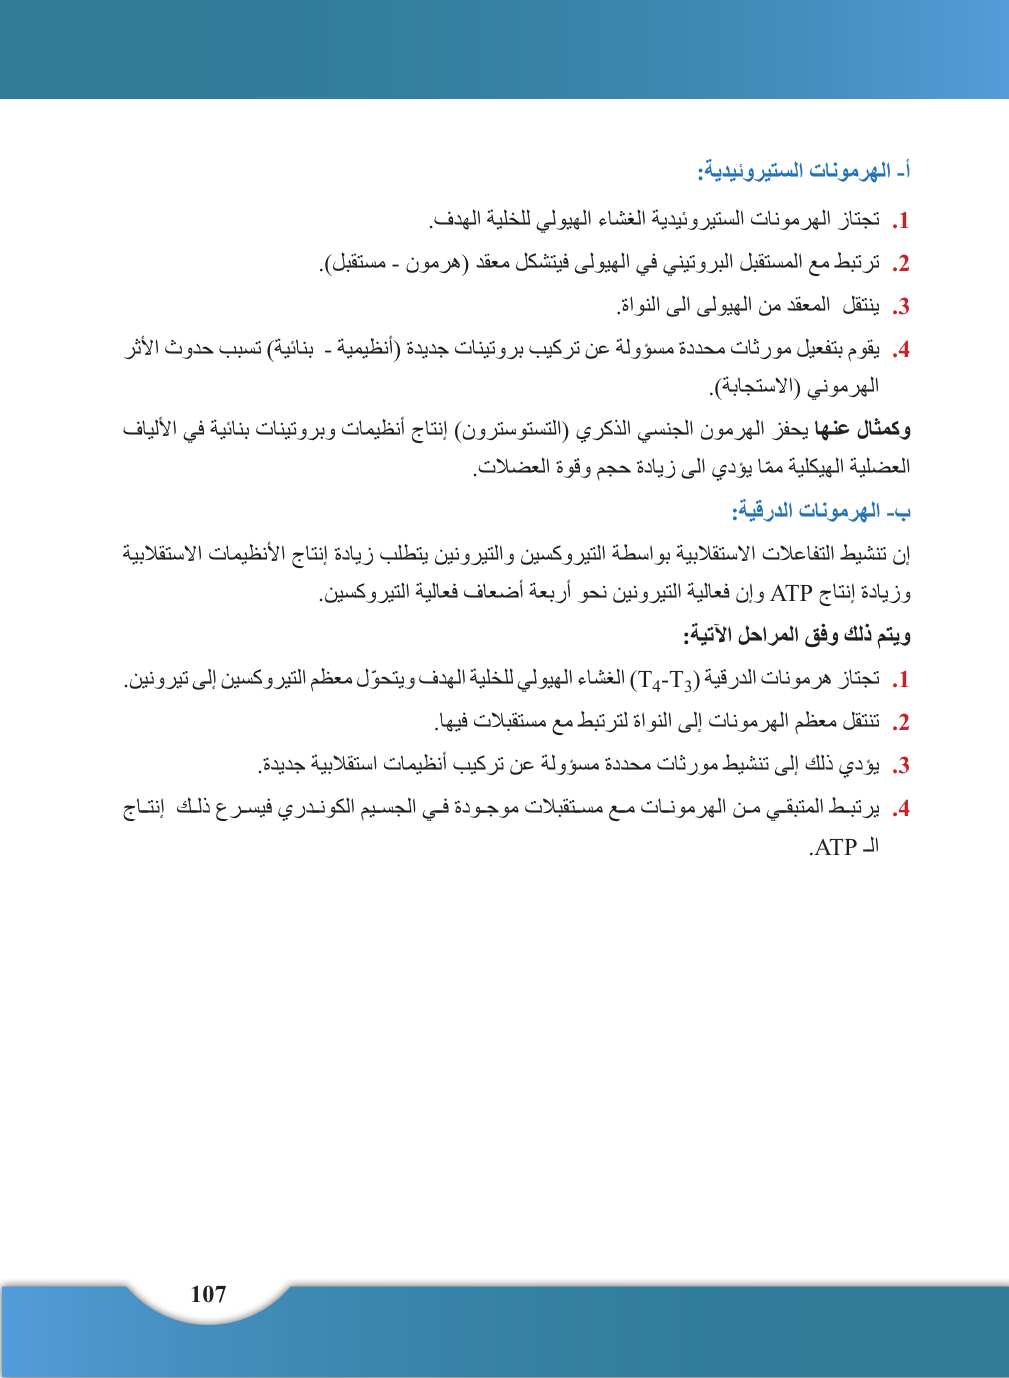 أ- الهرمونات الستيروئيدية:
1. تجتاز الهرمونات الستيروئيدية الغشاء الهيولي للخلية الهدف.
2. ترتبط مع المستقبل البروتيني في الهيولى فيتشكل معقد (هرمون - مستقبل).
3. ينتقل المعقد من الهيولى الى النواة.
4. يقوم بتفعيل مورثات محددة مسؤولة عن تركيب بروتينات جديدة (أنظيمية - بنائية) تسبب حدوث الأثر
الهرموني (الاستجابة).
وكمثال عنها يحفز الهرمون الجنسي الذكري (التستوسترون) إنتاج أنظيمات وبروتينات بنائية في الألياف
العضلية الهيكلية ممّا يؤدي الى زيادة حجم وقوة العضلات.
ب- الهرمونات الدرقية:
إن تنشيط التفاعلات الاستقلابية بواسطة التيروكسين والتيرونين يتطلب زيادة إنتاج الأنظيمات الاستقلابية
وزيادة إنتاج ATP وإن فعالية التيرونين نحو أربعة أضعاف فعالية التيروكسين.
ويتم ذلك وفق المراحل الآتية:
1. تجتاز هرمونات الدرقية (T4-T3) الغشاء الهيولي للخلية الهدف ويتحوّل معظم التيروكسين إلى تيرونين.
2. تنتقل معظم الهرمونات إلى النواة لترتبط مع مستقبلات فيها.
3. يؤدي ذلك إلى تنشيط مورثات محددة مسؤولة عن تركيب أنظيمات استقلابية جديدة.
4. يرتبط المتبقي من الهرمونات مع مستقبلات موجودة في الجسيم الكوندري فيسرع ذلك إنتاج
الـ ATP.
107